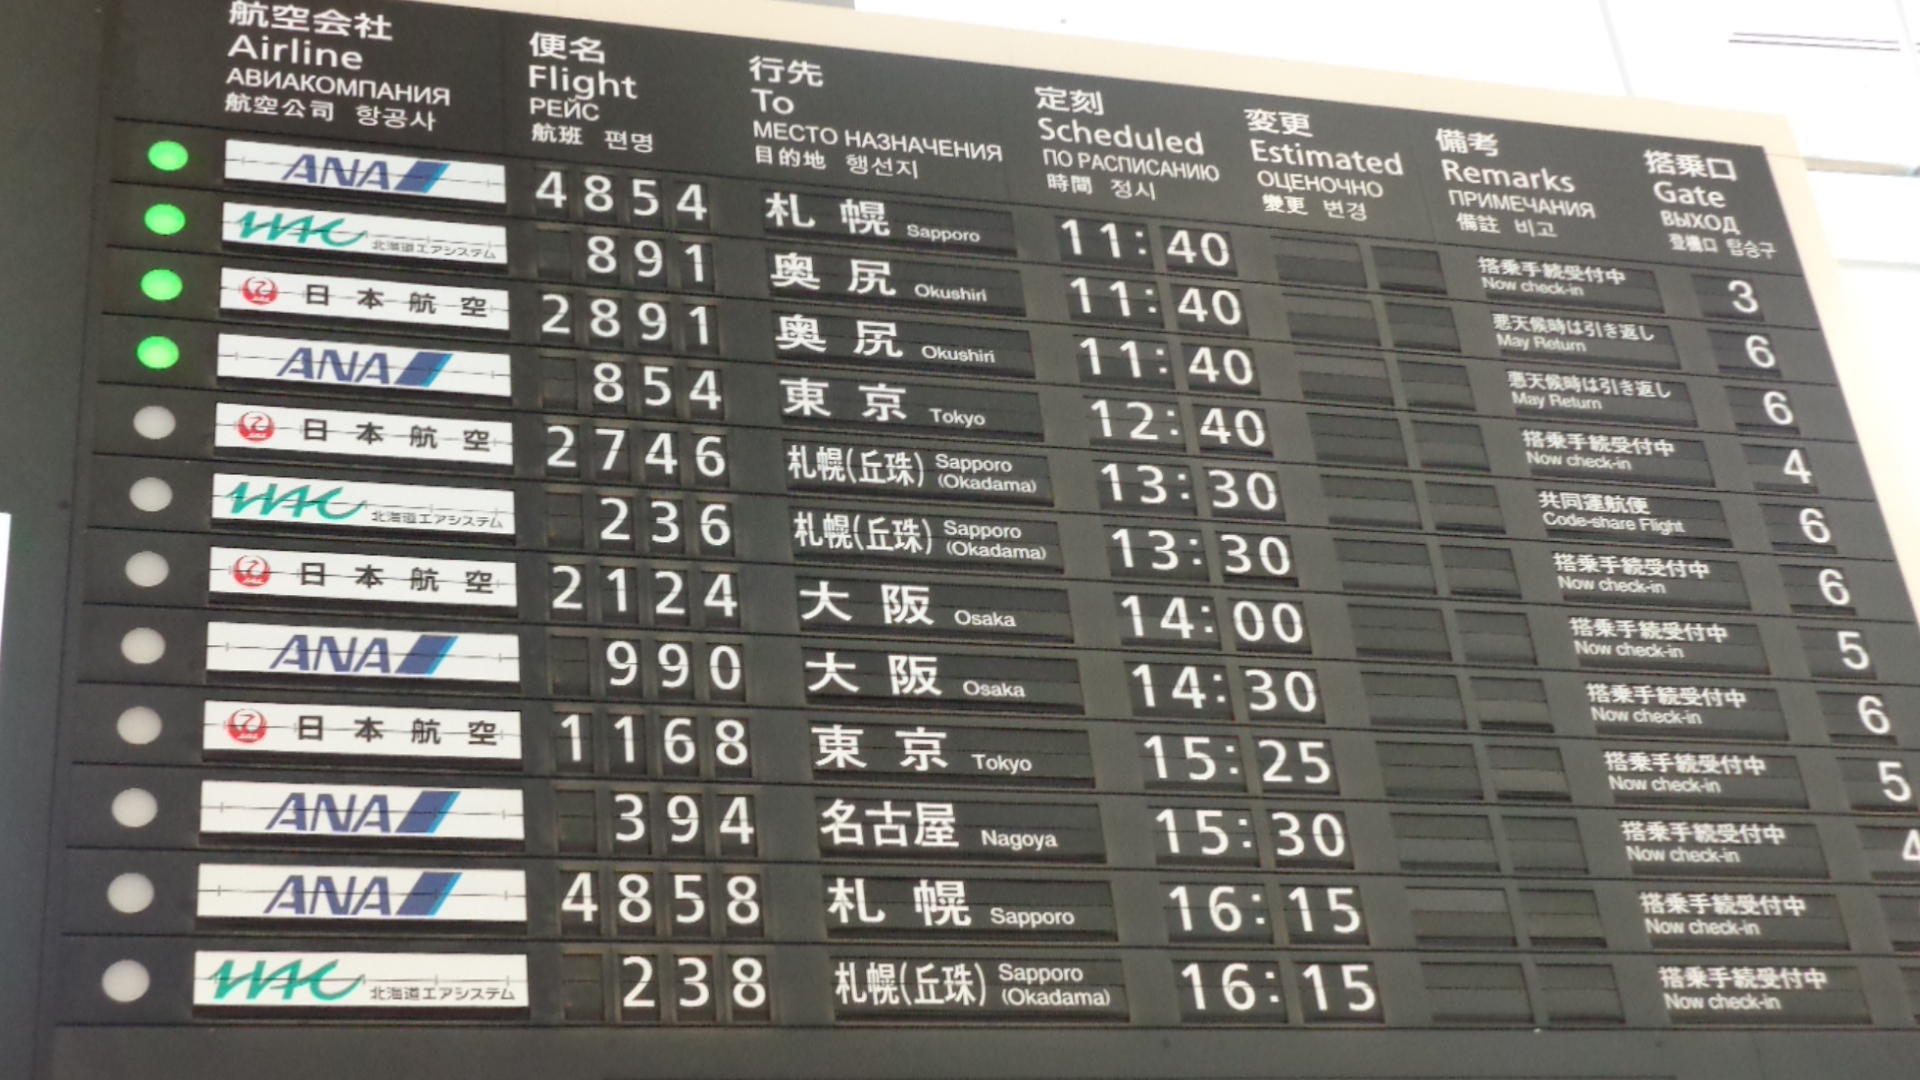 航空会社 便名 行先 定刻 変更 備考 搭乗口
Airline Flight To Scheduled Estimated Remarks Gate
АВИАКОМПАНИЯ РЕЙС МЕСТО НАЗНАЧЕНИЯ ПО РАСПИСАНИЮ ОЦЕНОЧНО ПРИМЕЧАНИЯ ВЫХОД
航空公司 항공사 航班 편명 目的地 행선지 時間 정시 變更 변경 備註 비고 登機口 탑승구
ANA 4854 札幌 Sapporo 11:40 搭乗手続受付中 Now check-in 3
HAC 北海道エアシステム 891 奥尻 Okushiri 11:40 悪天候時は引き返し May Return 6
JAL 日本航空 2891 奥尻 Okushiri 11:40 悪天候時は引き返し May Return 6
ANA 854 東京 Tokyo 12:40 搭乗手続受付中 Now check-in 4
JAL 日本航空 2746 札幌(丘珠) Sapporo (Okadama) 13:30 共同運航便 Code-share Flight 6
HAC 北海道エアシステム 236 札幌(丘珠) Sapporo (Okadama) 13:30 搭乗手続受付中 Now check-in 6
JAL 日本航空 2124 大阪 Osaka 14:00 搭乗手続受付中 Now check-in 5
ANA 990 大阪 Osaka 14:30 搭乗手続受付中 Now check-in 6
JAL 日本航空 1168 東京 Tokyo 15:25 搭乗手続受付中 Now check-in 5
ANA 394 名古屋 Nagoya 15:30 搭乗手続受付中 Now check-in 4
ANA 4858 札幌 Sapporo 16:15 搭乗手続受付中 Now check-in
HAC 北海道エアシステム 238 札幌(丘珠) Sapporo (Okadama) 16:15 搭乗手続受付中 Now check-in